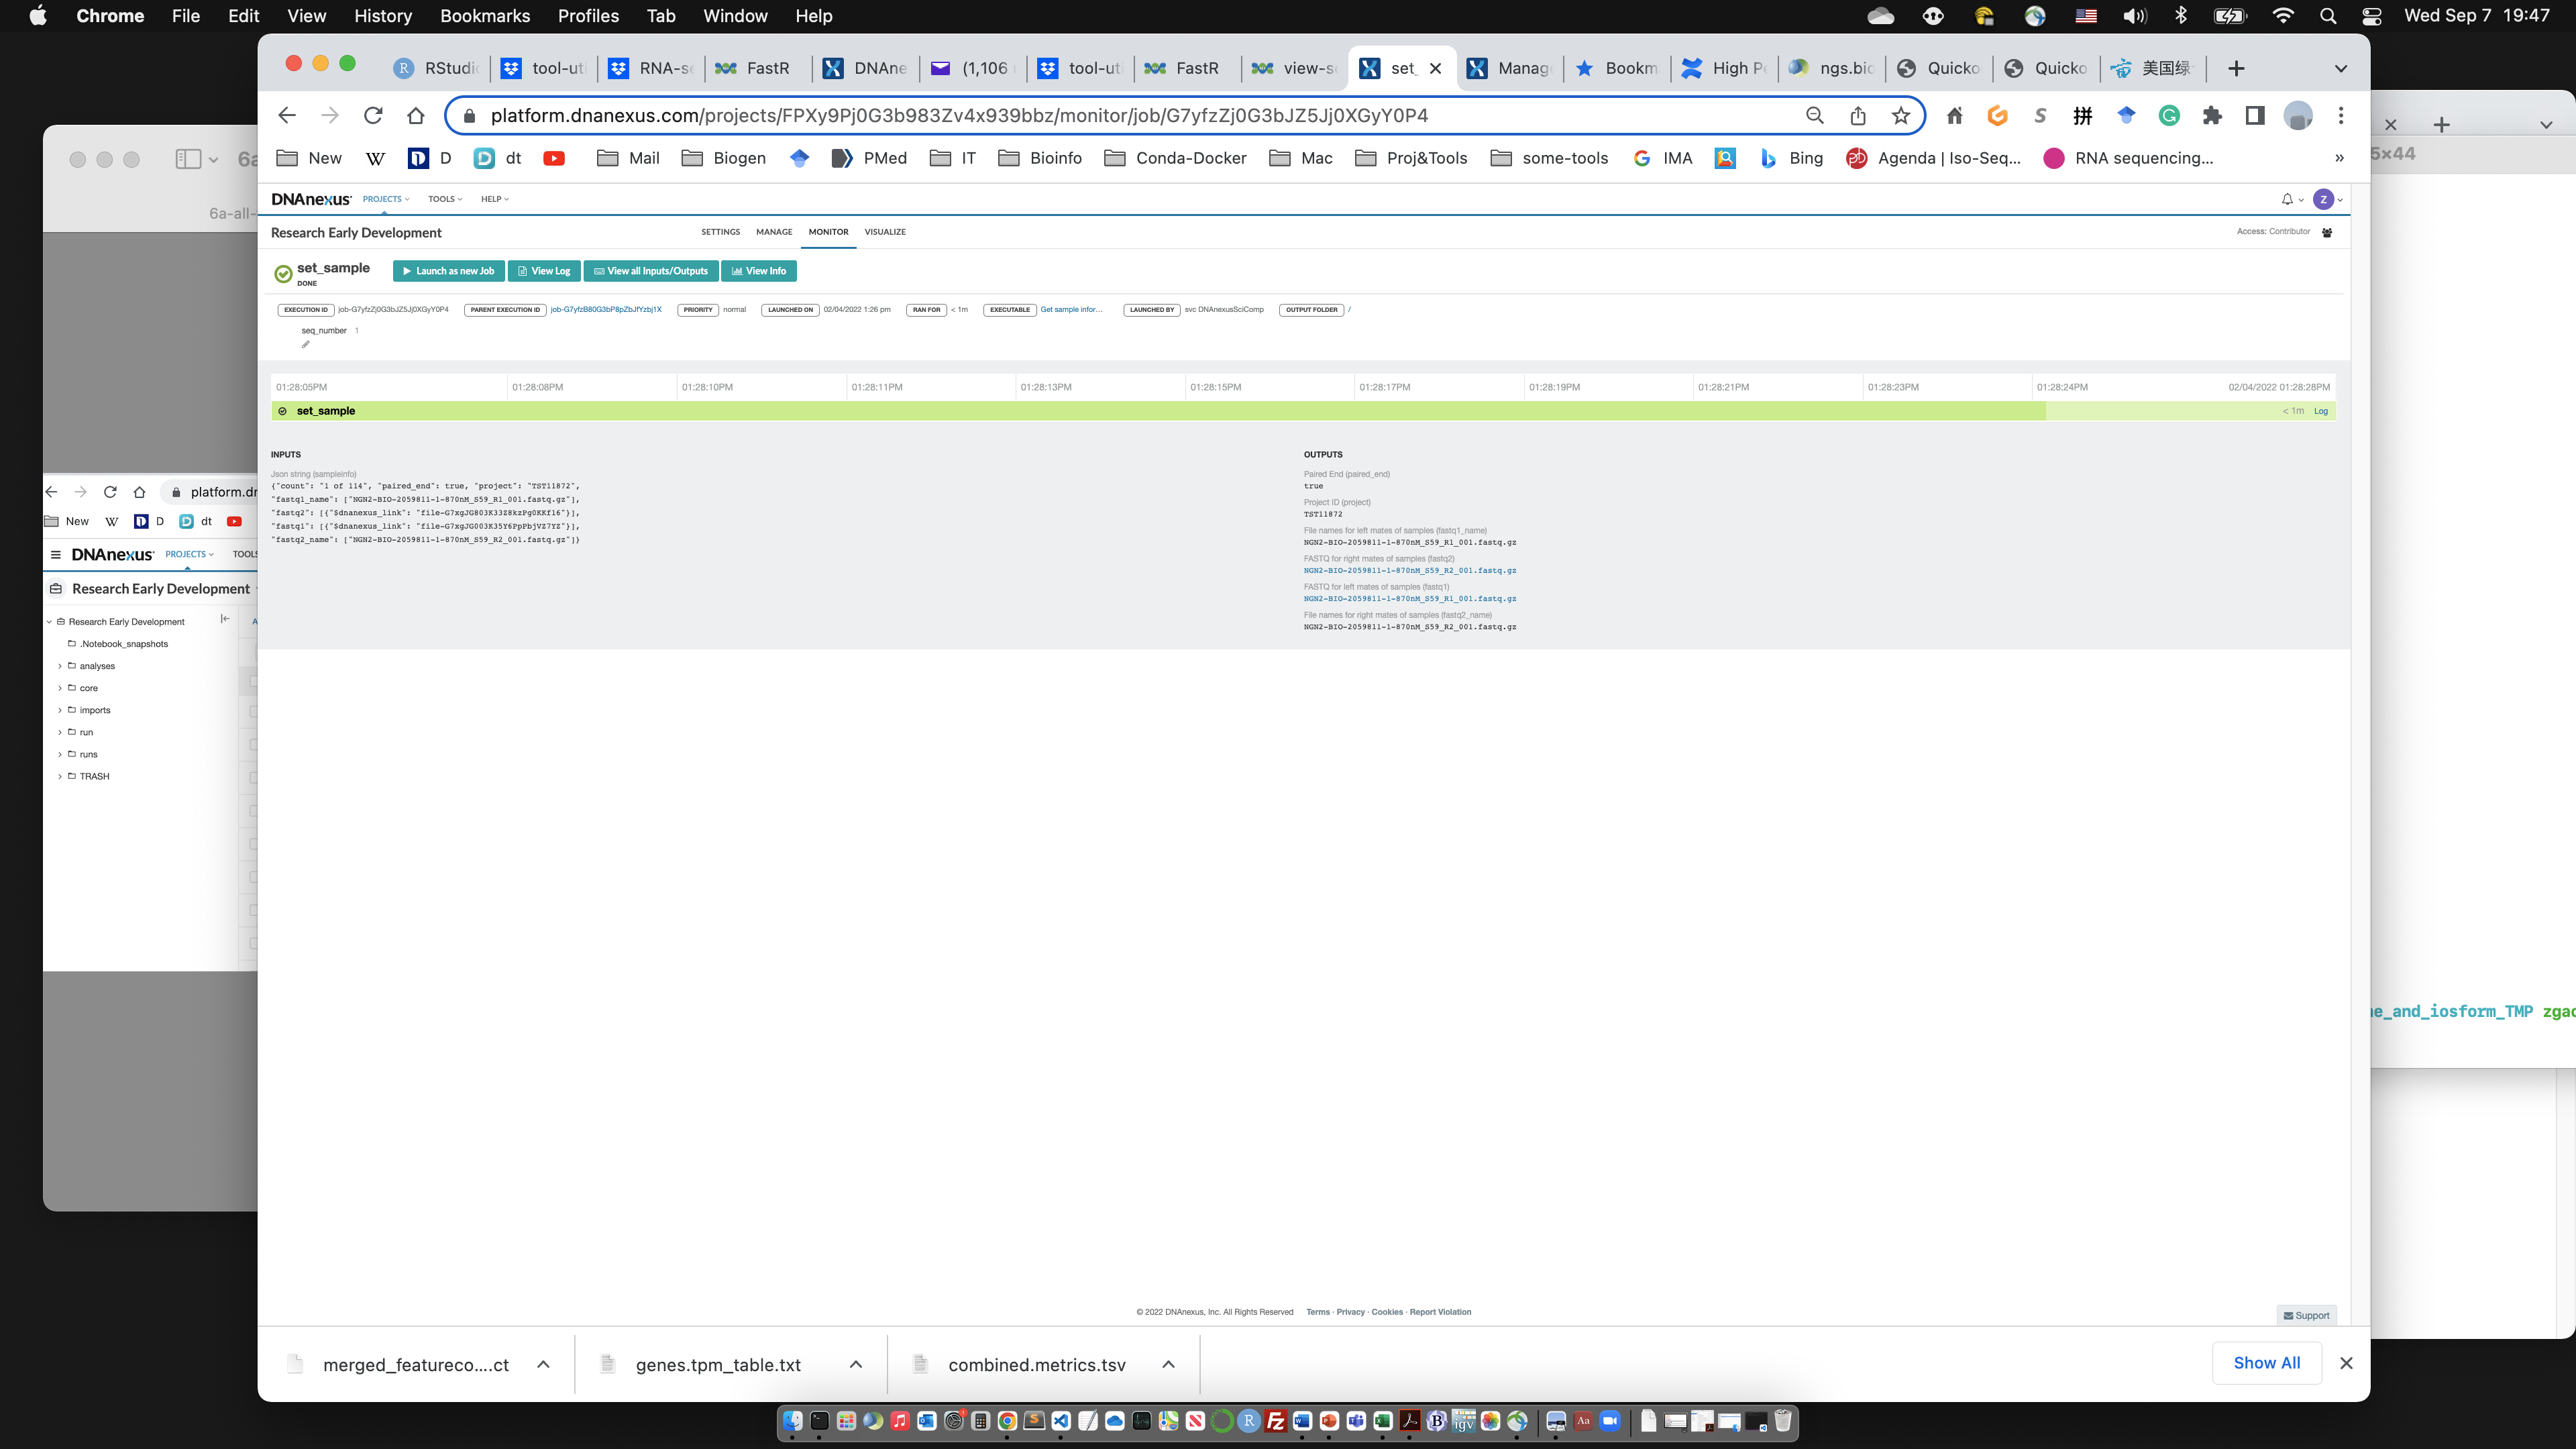 Chrome File Edit View History Bookmarks Profiles Tab Window Help
Wed Sep 7 19:47
RStudi tool-uti RNA-se FastR DNAne (1,106 tool-uti FastR view-sc set_ Manag Bookm High Pe ngs.bio Quicko Quicko 美国绿
platform.dnanexus.com/projects/FPXy9Pj0G3b983Zv4x939bbz/monitor/job/G7yfzZj0G3bJZ5Jj0XGyY0P4
New W D dt Mail Biogen PMed IT Bioinfo Conda-Docker Mac Proj&Tools some-tools IMA Bing Agenda | Iso-Seq... RNA sequencing... »
DNAnexus PROJECTS TOOLS HELP
Z
Research Early Development
SETTINGS MANAGE MONITOR VISUALIZE
Access: Contributor
set_sample
DONE
Launch as new Job View Log View all Inputs/Outputs View Info
EXECUTION ID job-G7yfzZj0G3bJZ5Jj0XGyY0P4 PARENT EXECUTION ID job-G7yfzB80G3bP8pZbJfYzbj1X PRIORITY normal LAUNCHED ON 02/04/2022 1:26 pm RAN FOR < 1m EXECUTABLE Get sample infor... LAUNCHED BY svc DNAnexusSciComp OUTPUT FOLDER /
seq_number 1
01:28:05PM 01:28:08PM 01:28:10PM 01:28:11PM 01:28:13PM 01:28:15PM 01:28:17PM 01:28:19PM 01:28:21PM 01:28:23PM 01:28:24PM 02/04/2022 01:28:28PM
set_sample < 1m Log
INPUTS
Json string (sampleinfo)
{"count": "1 of 114", "paired_end": true, "project": "TST11872",
"fastq1_name": ["NGN2-BIO-2059811-1-870nM_S59_R1_001.fastq.gz"],
"fastq2": [{"$dnanexus_link": "file-G7xgJG803K33Z8kzPg0KKf16"}],
"fastq1": [{"$dnanexus_link": "file-G7xgJG003K35Y6PpPbjVZ7YZ"}],
"fastq2_name": ["NGN2-BIO-2059811-1-870nM_S59_R2_001.fastq.gz"]}
OUTPUTS
Paired End (paired_end)
true
Project ID (project)
TST11872
File names for left mates of samples (fastq1_name)
NGN2-BIO-2059811-1-870nM_S59_R1_001.fastq.gz
FASTQ for right mates of samples (fastq2)
NGN2-BIO-2059811-1-870nM_S59_R2_001.fastq.gz
FASTQ for left mates of samples (fastq1)
NGN2-BIO-2059811-1-870nM_S59_R1_001.fastq.gz
File names for right mates of samples (fastq2_name)
NGN2-BIO-2059811-1-870nM_S59_R2_001.fastq.gz
© 2022 DNAnexus, Inc. All Rights Reserved Terms · Privacy · Cookies · Report Violation
Support
merged_featureco....ct genes.tpm_table.txt combined.metrics.tsv Show All
6a
6a-all-
platform.dr
New W D dt
DNAnexus PROJECTS TOOLS
Research Early Development
Research Early Development
.Notebook_snapshots
analyses
core
imports
run
runs
TRASH
5×44
e_and_iosform_TMP zgao